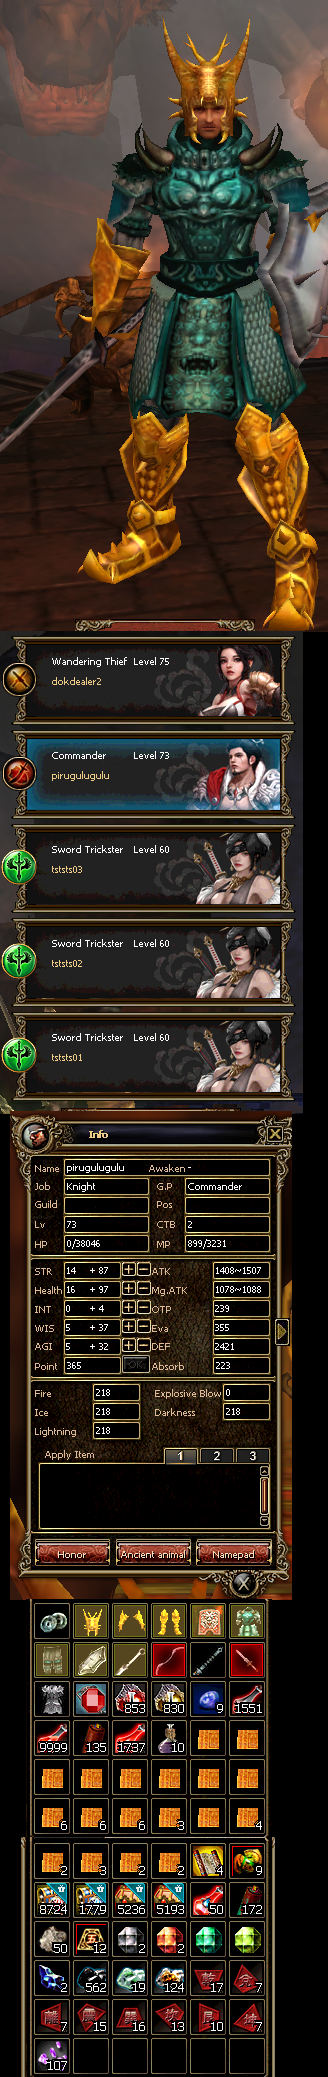 Wandering Thief Level 75
dokdealer2
Commander Level 73
pirugulugulu
Sword Trickster Level 60
tststs03
Sword Trickster Level 60
tststs02
Sword Trickster Level 60
tststs01
Info
Name pirugulugulu Awaken -
Job Knight G.P Commander
Guild Pos
Lv 73 CTB 2
HP 0/38046 MP 899/3231
STR 14 + 87 ATK 1408~1507
Health 16 + 97 Mg.ATK 1078~1088
INT 0 + 4 OTP 239
WIS 5 + 37 Eva 355
AGI 5 + 32 DEF 2421
Point 365 OK Absorb 223
Fire 218 Explosive Blow 0
Ice 218 Darkness 218
Lightning 218
Apply Item 1 2 3
Honor Ancient animal Namepad
853 830 9 1551
9999 135 1737 10
6 6 6 3 4
2 3 2 2 4 9
8724 1779 5236 5193 50 172
50 12 2 2
2 562 19 124 17 7
7 15 16 13 10 7
107